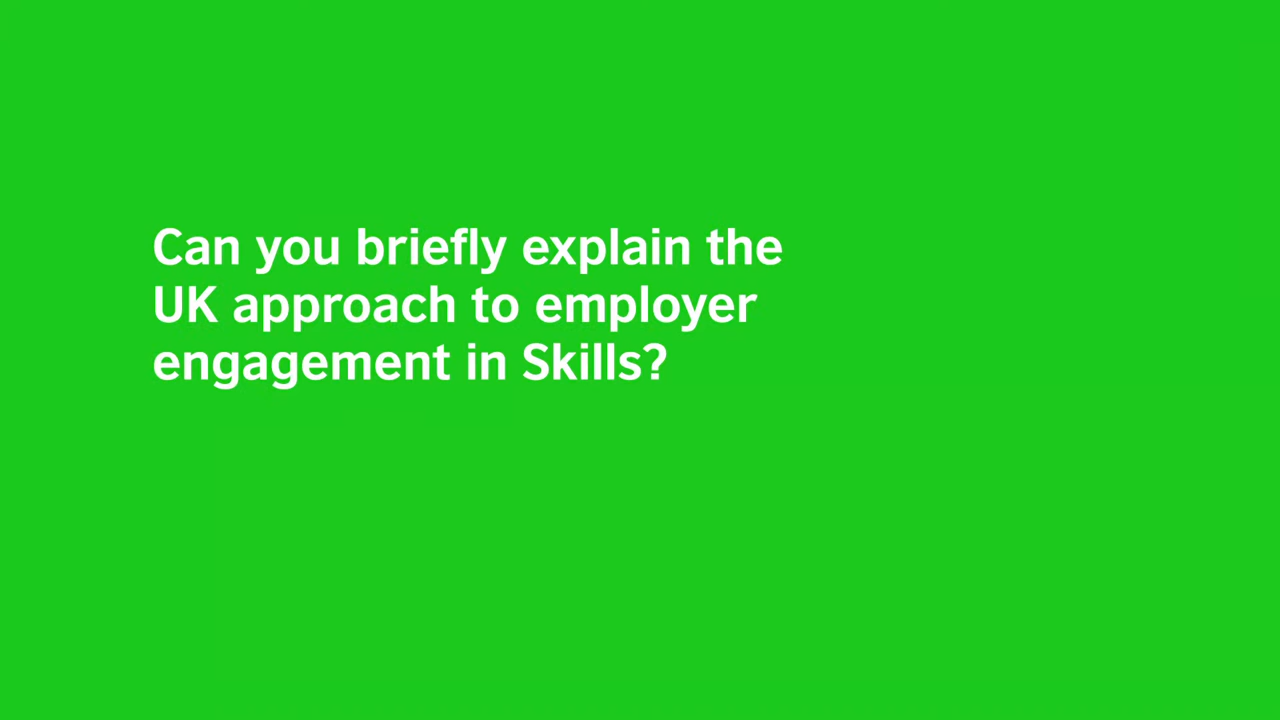 Can you briefly explain the
UK approach to employer
engagement in Skills?